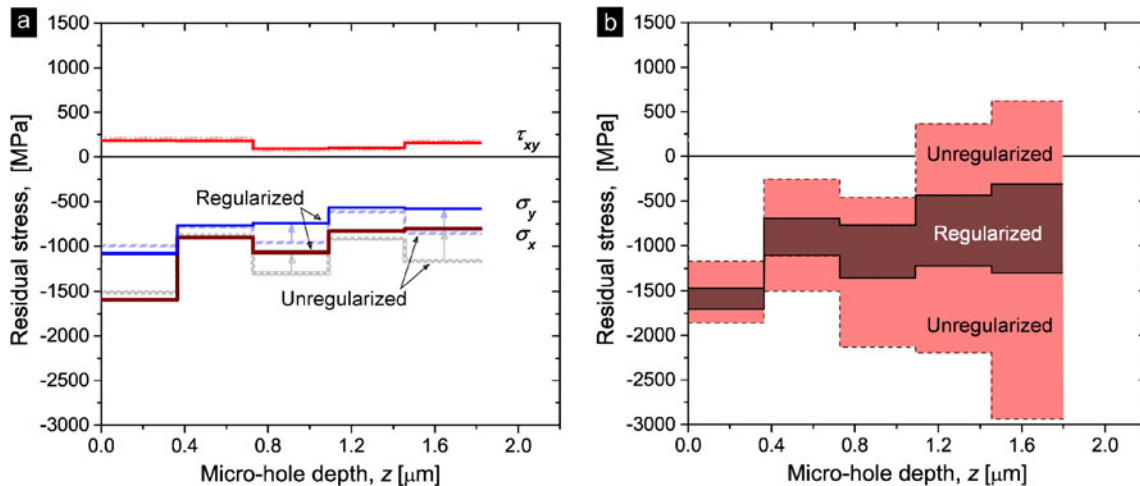 a
1500
1000
500
0
-500
-1000
-1500
-2000
-2500
-3000
Residual stress, [MPa]
0.0 0.4 0.8 1.2 1.6 2.0
Micro-hole depth, z [μm]
τxy
Regularized
σy
σx
Unregularized
b
1500
1000
500
0
-500
-1000
-1500
-2000
-2500
-3000
Residual stress, [MPa]
0.0 0.4 0.8 1.2 1.6 2.0
Micro-hole depth, z [μm]
Unregularized
Regularized
Unregularized